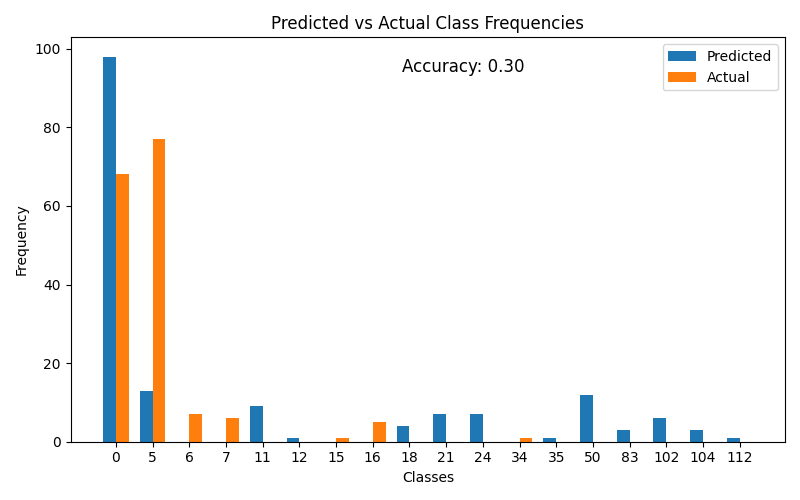 Predicted vs Actual Class Frequencies
Accuracy: 0.30
Predicted
Actual
Frequency
100
80
60
40
20
0
0 5 6 7 11 12 15 16 18 21 24 34 35 50 83 102 104 112
Classes